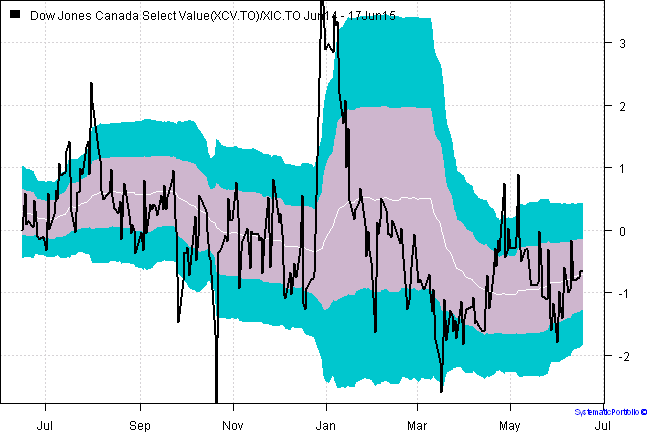 Dow Jones Canada Select Value(XCV.TO)/XIC.TO Jun14 - 17Jun15
3
2
1
0
-1
-2
Jul Sep Nov Jan Mar May Jul
SystematicPortfolio ©